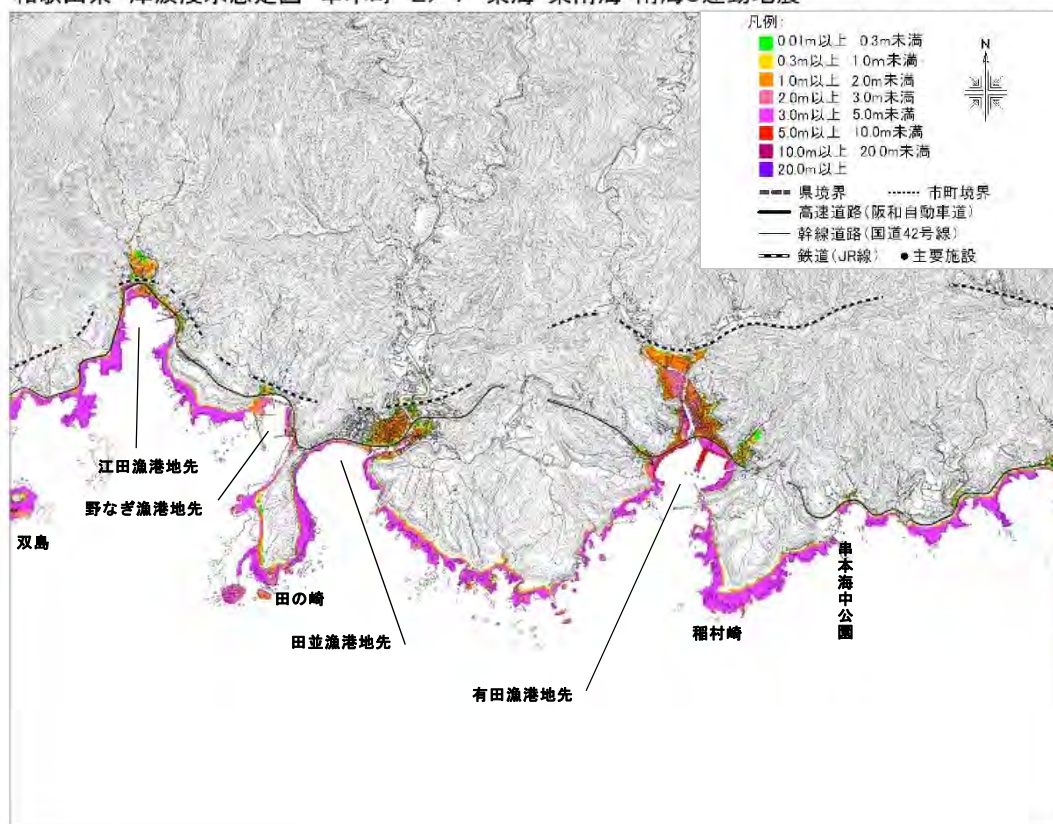 凡例:
0.01m以上 0.3m未満
0.3m以上 1.0m未満
1.0m以上 2.0m未満
2.0m以上 3.0m未満
3.0m以上 5.0m未満
5.0m以上 10.0m未満
10.0m以上 20.0m未満
20.0m以上
県境界 市町境界
高速道路(阪和自動車道)
幹線道路(国道42号線)
鉄道(JR線) ●主要施設
N
江田漁港地先
野なぎ漁港地先
双島
田の崎
田並漁港地先
有田漁港地先
稲村崎
串本海中公園